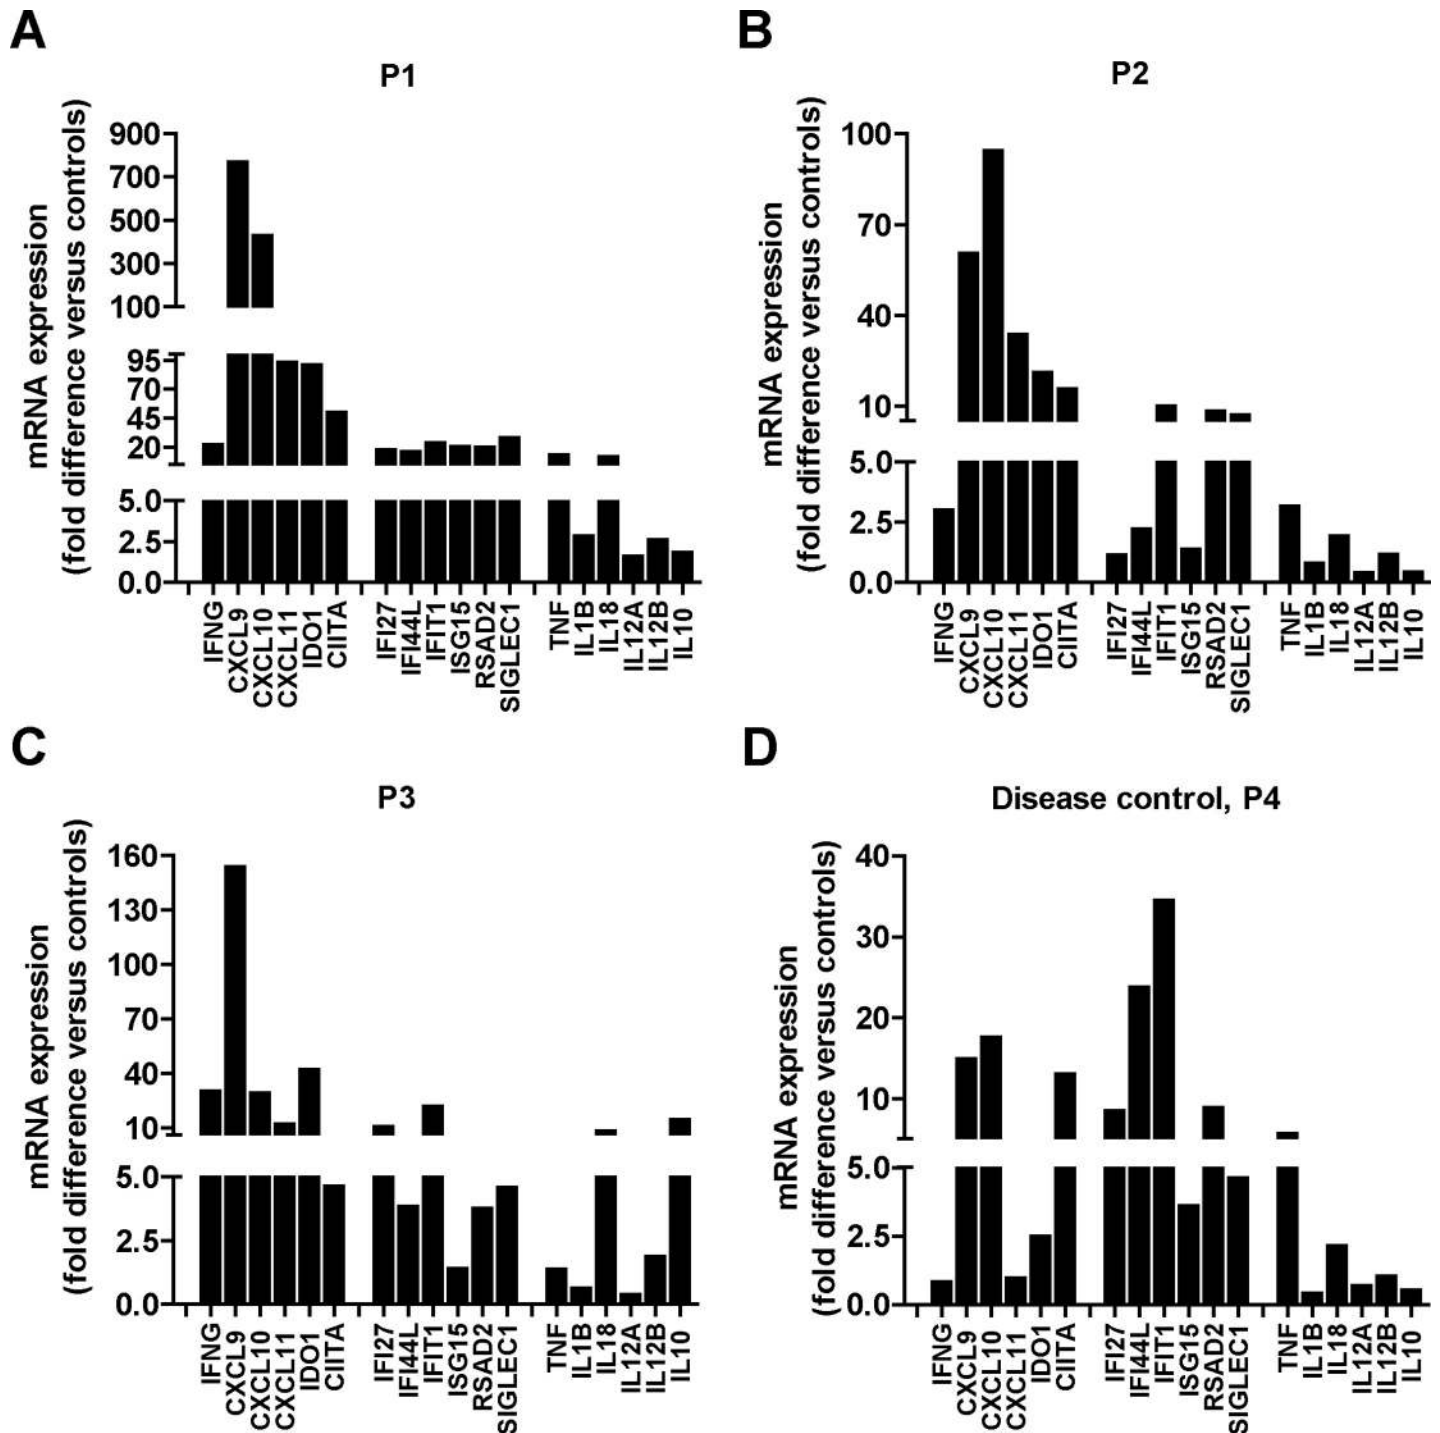 A
P1
mRNA expression
(fold difference versus controls)
900
700
500
300
100
95
70
45
20
5.0
2.5
0.0
IFNG
CXCL9
CXCL10
CXCL11
IDO1
CIITA
IFI27
IFI44L
IFIT1
ISG15
RSAD2
SIGLEC1
TNF
IL1B
IL18
IL12A
IL12B
IL10
B
P2
mRNA expression
(fold difference versus controls)
100
70
40
10
5.0
2.5
0.0
IFNG
CXCL9
CXCL10
CXCL11
IDO1
CIITA
IFI27
IFI44L
IFIT1
ISG15
RSAD2
SIGLEC1
TNF
IL1B
IL18
IL12A
IL12B
IL10
C
P3
mRNA expression
(fold difference versus controls)
160
130
100
70
40
10
5.0
2.5
0.0
IFNG
CXCL9
CXCL10
CXCL11
IDO1
CIITA
IFI27
IFI44L
IFIT1
ISG15
RSAD2
SIGLEC1
TNF
IL1B
IL18
IL12A
IL12B
IL10
D
Disease control, P4
mRNA expression
(fold difference versus controls)
40
30
20
10
5.0
2.5
0.0
IFNG
CXCL9
CXCL10
CXCL11
IDO1
CIITA
IFI27
IFI44L
IFIT1
ISG15
RSAD2
SIGLEC1
TNF
IL1B
IL18
IL12A
IL12B
IL10